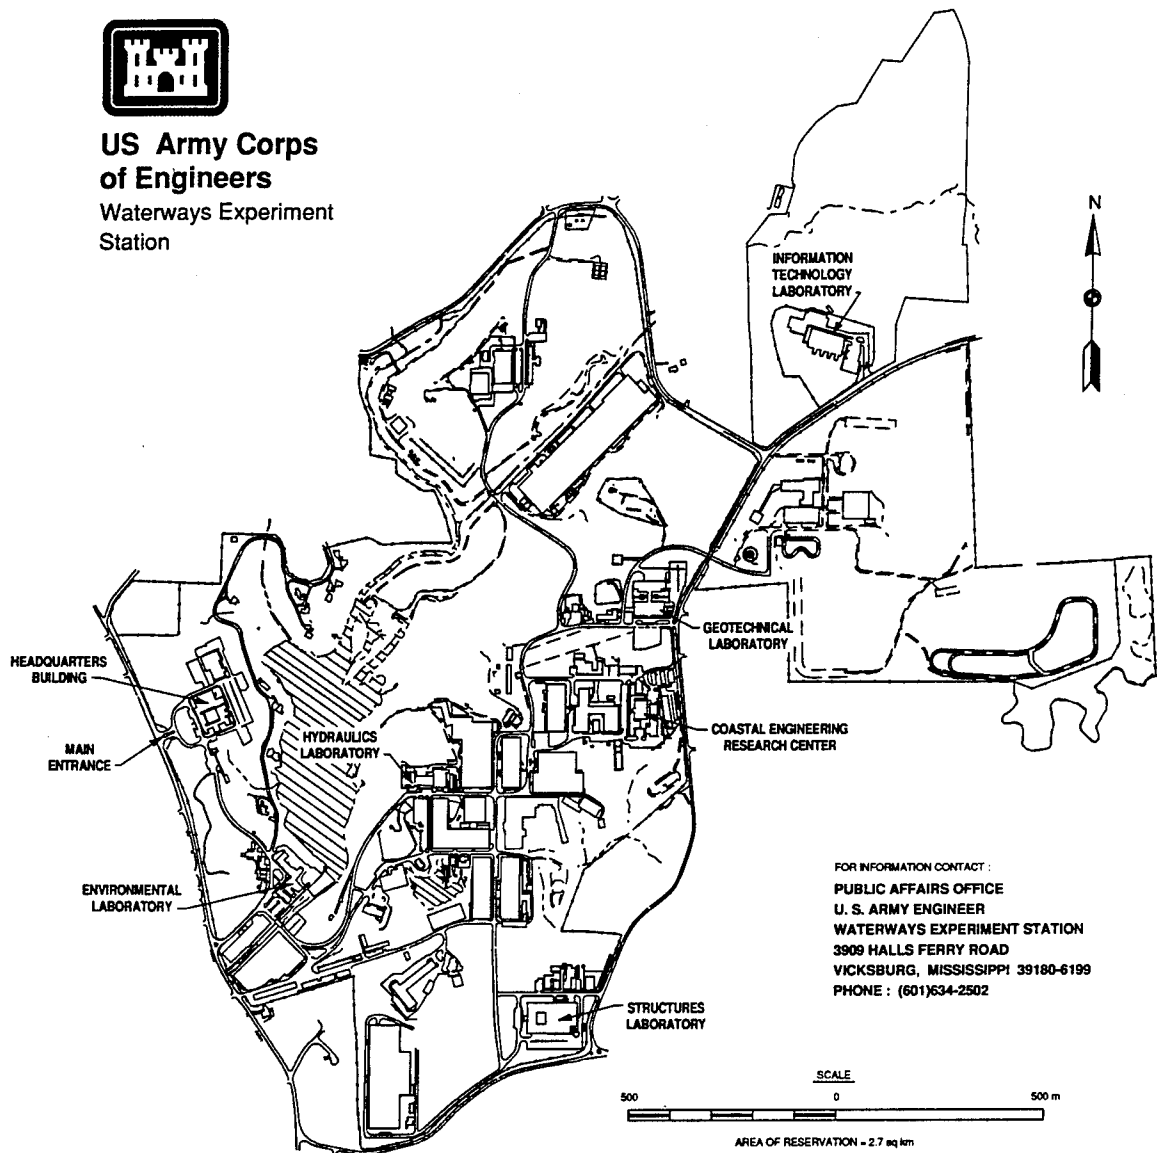 US Army Corps
of Engineers
Waterways Experiment
Station
N
INFORMATION
TECHNOLOGY
LABORATORY
GEOTECHNICAL
LABORATORY
HEADQUARTERS
BUILDING
MAIN
ENTRANCE
HYDRAULICS
LABORATORY
COASTAL ENGINEERING
RESEARCH CENTER
ENVIRONMENTAL
LABORATORY
STRUCTURES
LABORATORY
FOR INFORMATION CONTACT :
PUBLIC AFFAIRS OFFICE
U. S. ARMY ENGINEER
WATERWAYS EXPERIMENT STATION
3909 HALLS FERRY ROAD
VICKSBURG, MISSISSIPPI 39180-6199
PHONE : (601)634-2502
SCALE
500 0 500 m
AREA OF RESERVATION = 2.7 sq km